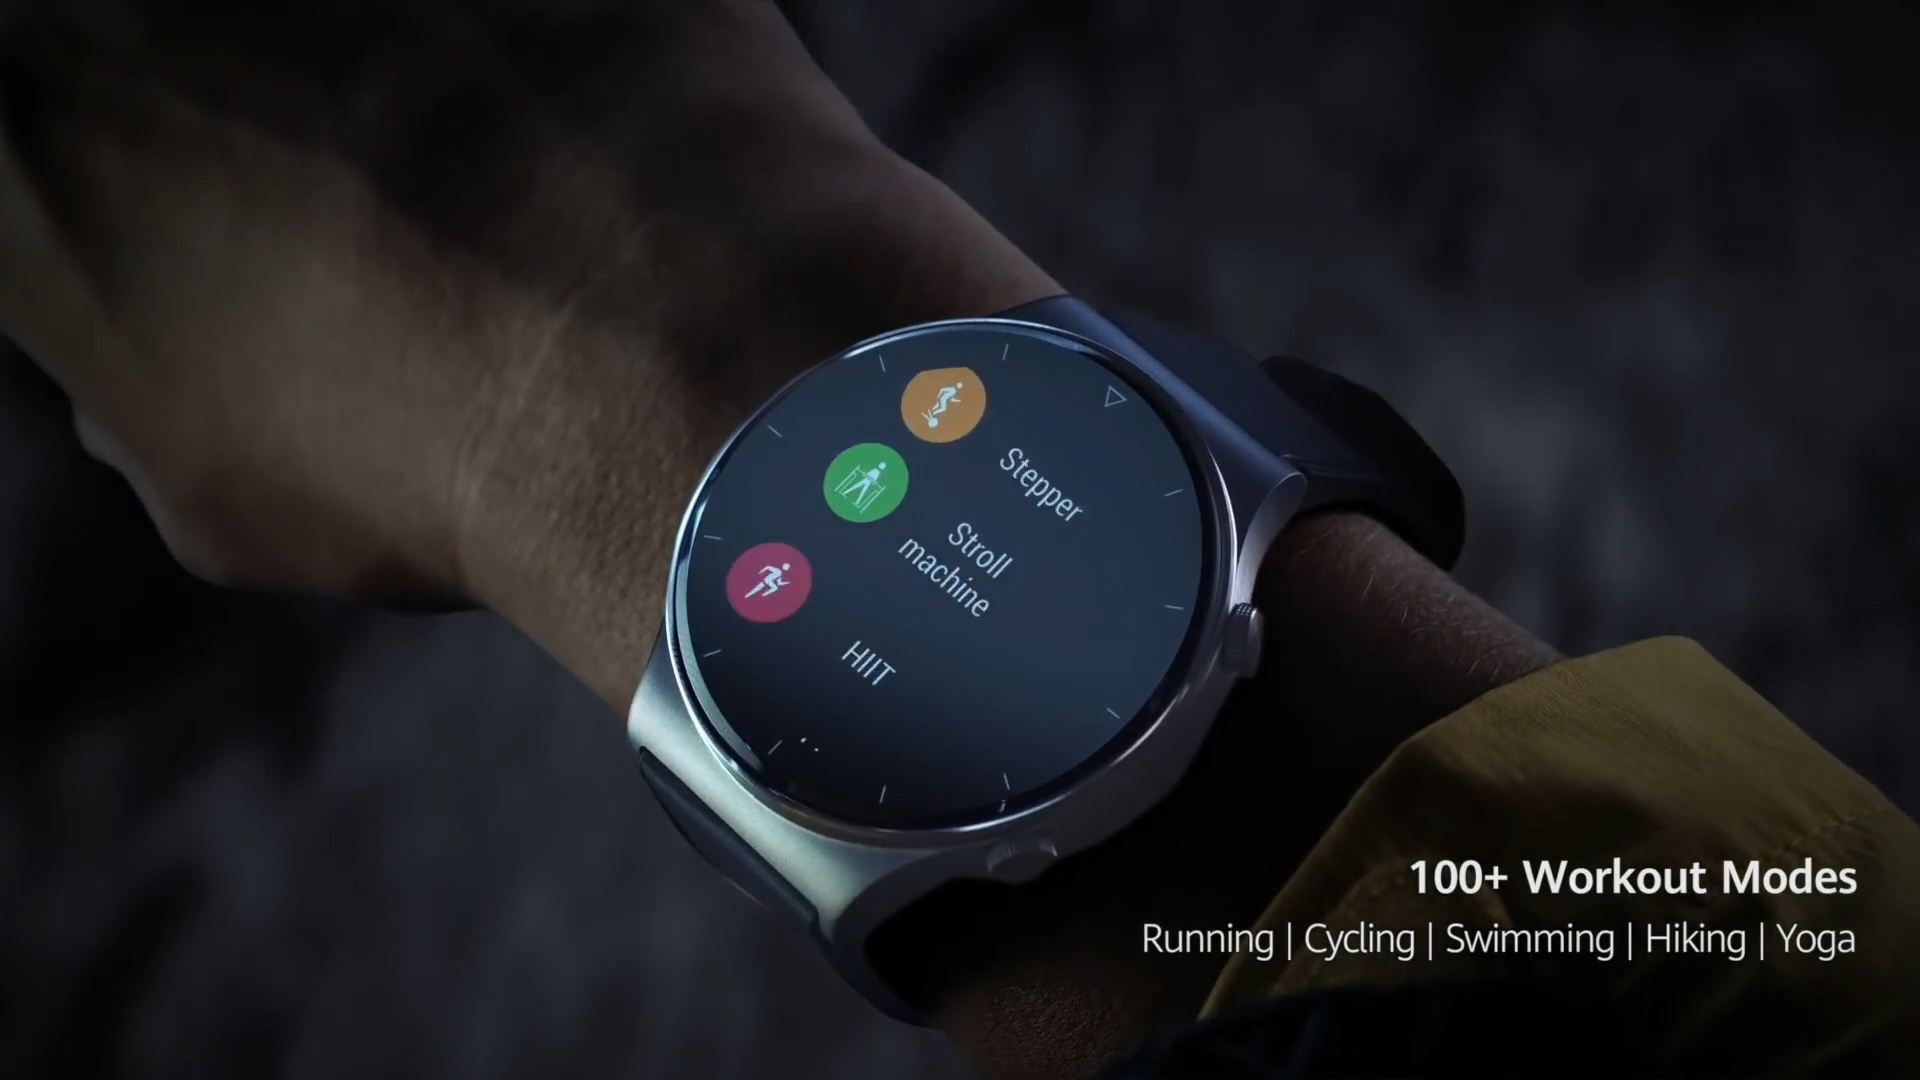 Stepper
Stroll
machine
HIIT
100+ Workout Modes
Running | Cycling | Swimming | Hiking | Yoga